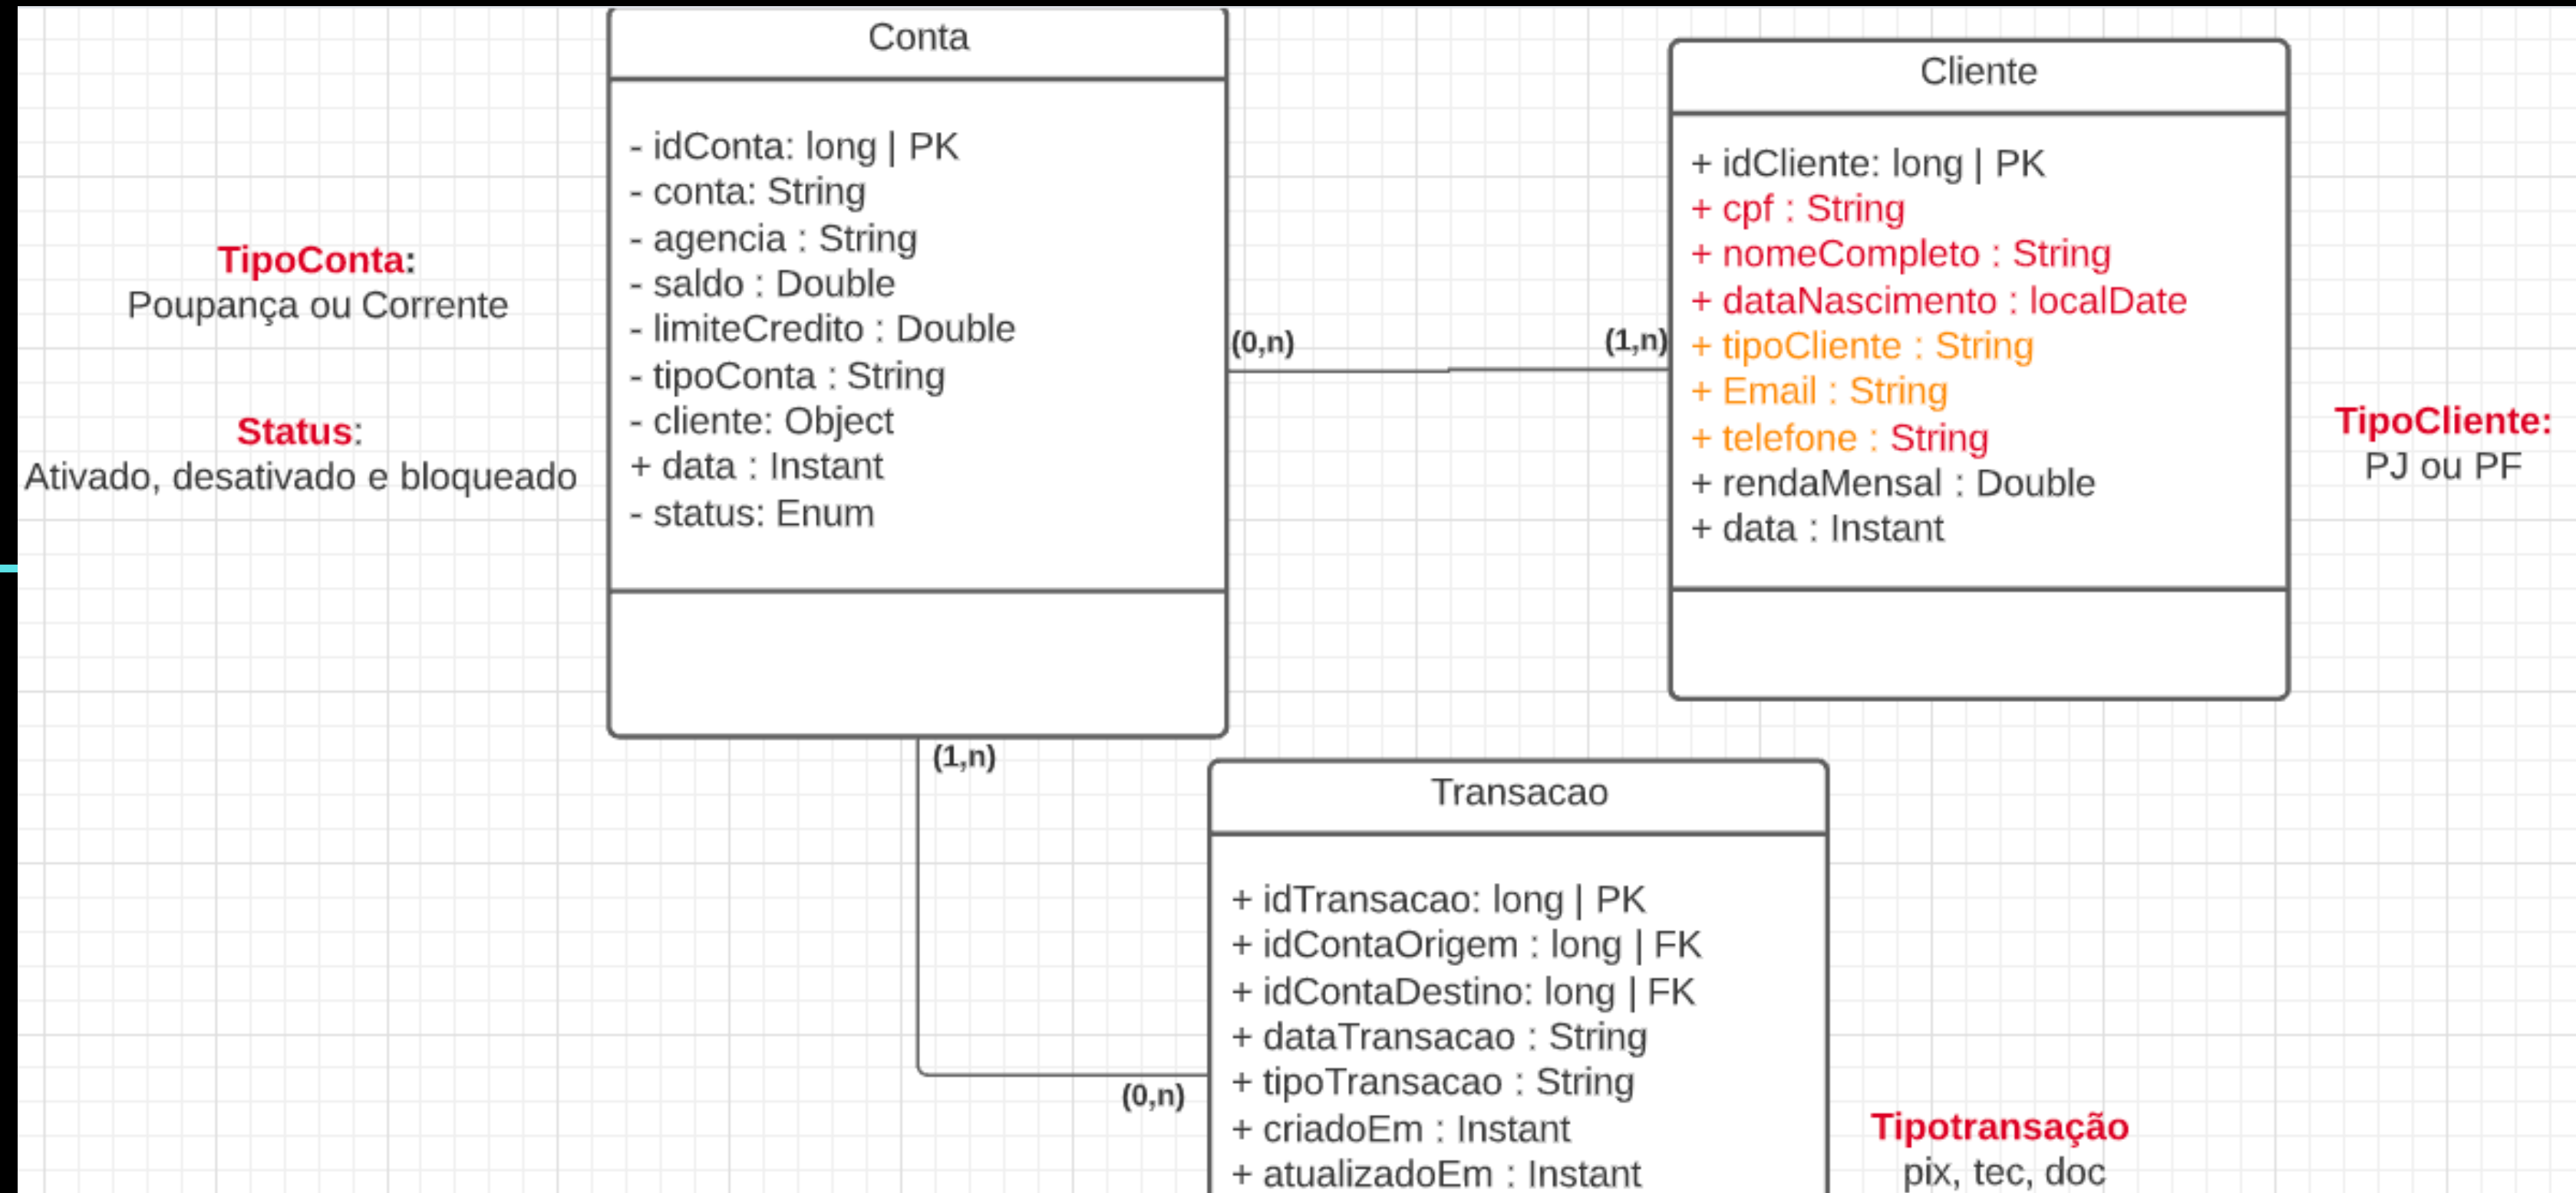 Conta
- idConta: long | PK
- conta: String
- agencia : String
- saldo : Double
- limiteCredito : Double
- tipoConta : String
- cliente: Object
+ data : Instant
- status: Enum
TipoConta:
Poupança ou Corrente
Status:
Ativado, desativado e bloqueado
(0,n)
(1,n)
Cliente
+ idCliente: long | PK
+ cpf : String
+ nomeCompleto : String
+ dataNascimento : localDate
+ tipoCliente : String
+ Email : String
+ telefone : String
+ rendaMensal : Double
+ data : Instant
TipoCliente:
PJ ou PF
(1,n)
(0,n)
Transacao
+ idTransacao: long | PK
+ idContaOrigem : long | FK
+ idContaDestino: long | FK
+ dataTransacao : String
+ tipoTransacao : String
+ criadoEm : Instant
+ atualizadoEm : Instant
Tipotransação
pix, tec, doc